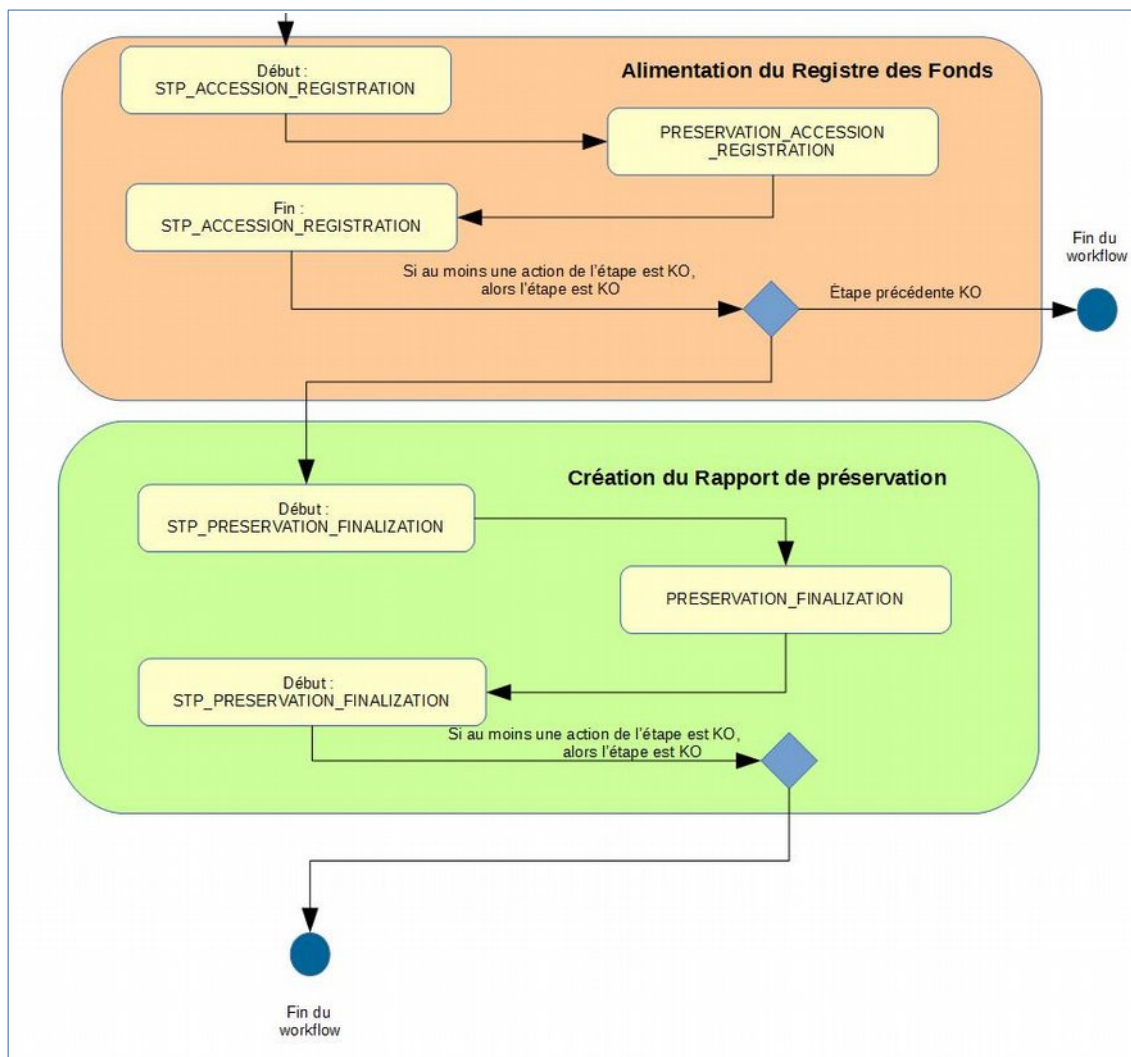 Alimentation du Registre des Fonds
Début :
STP_ACCESSION_REGISTRATION
PRESERVATION_ACCESSION
_REGISTRATION
Fin :
STP_ACCESSION_REGISTRATION
Si au moins une action de l'étape est KO,
alors l'étape est KO
Étape précédente KO
Fin du
workflow
Création du Rapport de préservation
Début :
STP_PRESERVATION_FINALIZATION
PRESERVATION_FINALIZATION
Début :
STP_PRESERVATION_FINALIZATION
Si au moins une action de l'étape est KO,
alors l'étape est KO
Fin du
workflow